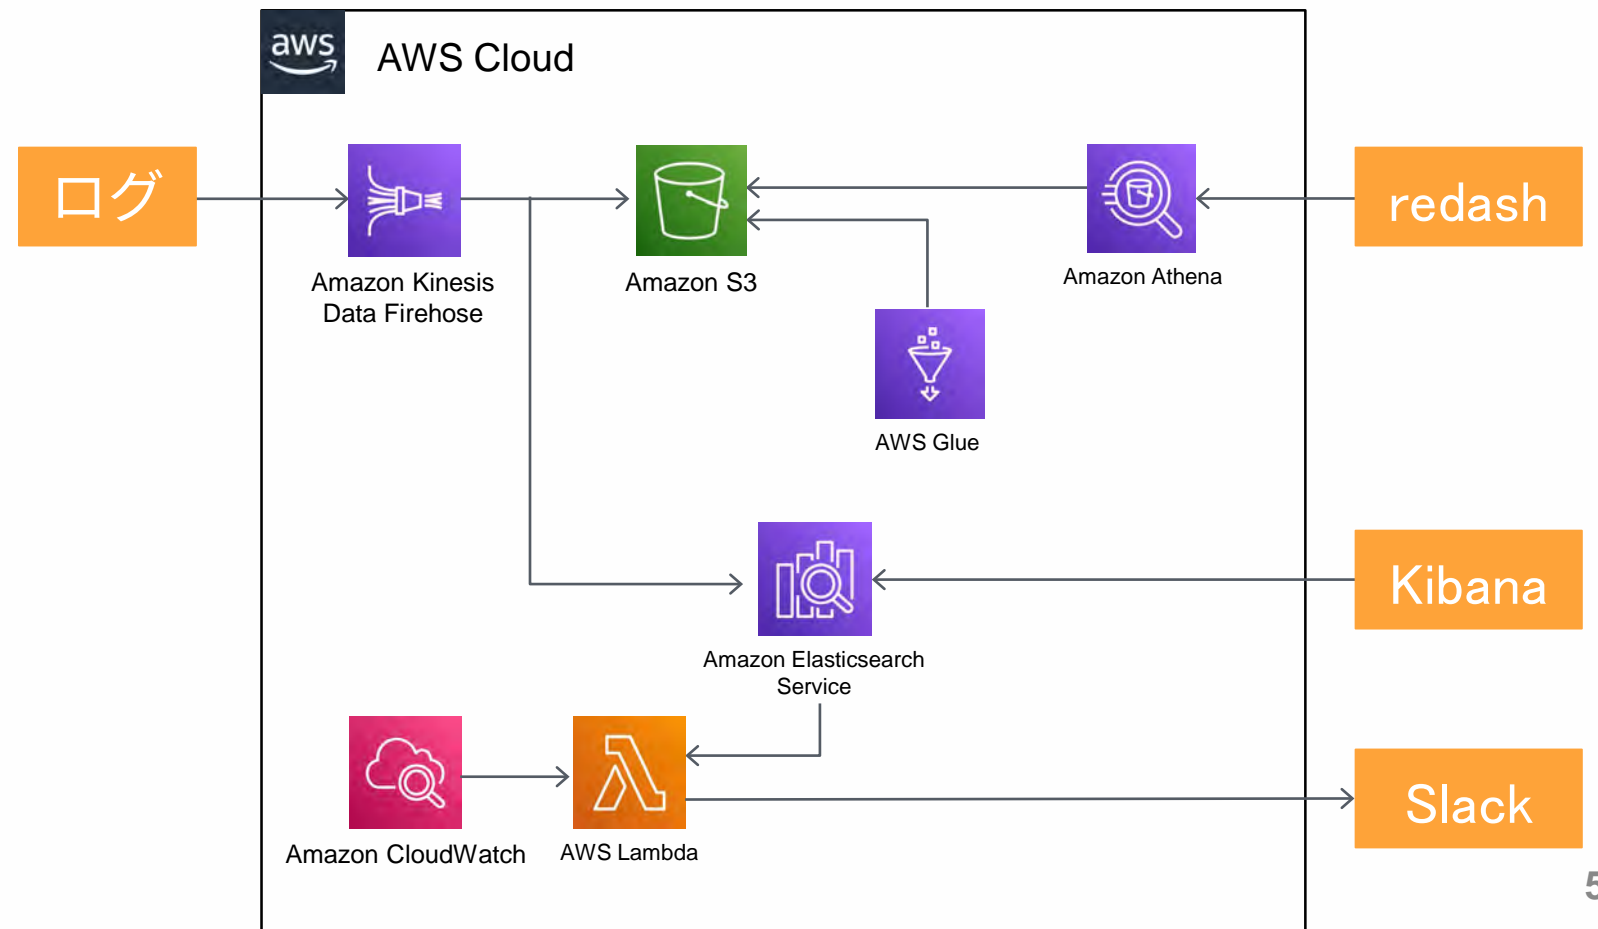 aws
AWS Cloud
ログ
Amazon Kinesis
Data Firehose
Amazon S3
Amazon Athena
redash
AWS Glue
Kibana
Amazon Elasticsearch
Service
Amazon CloudWatch
AWS Lambda
Slack
5